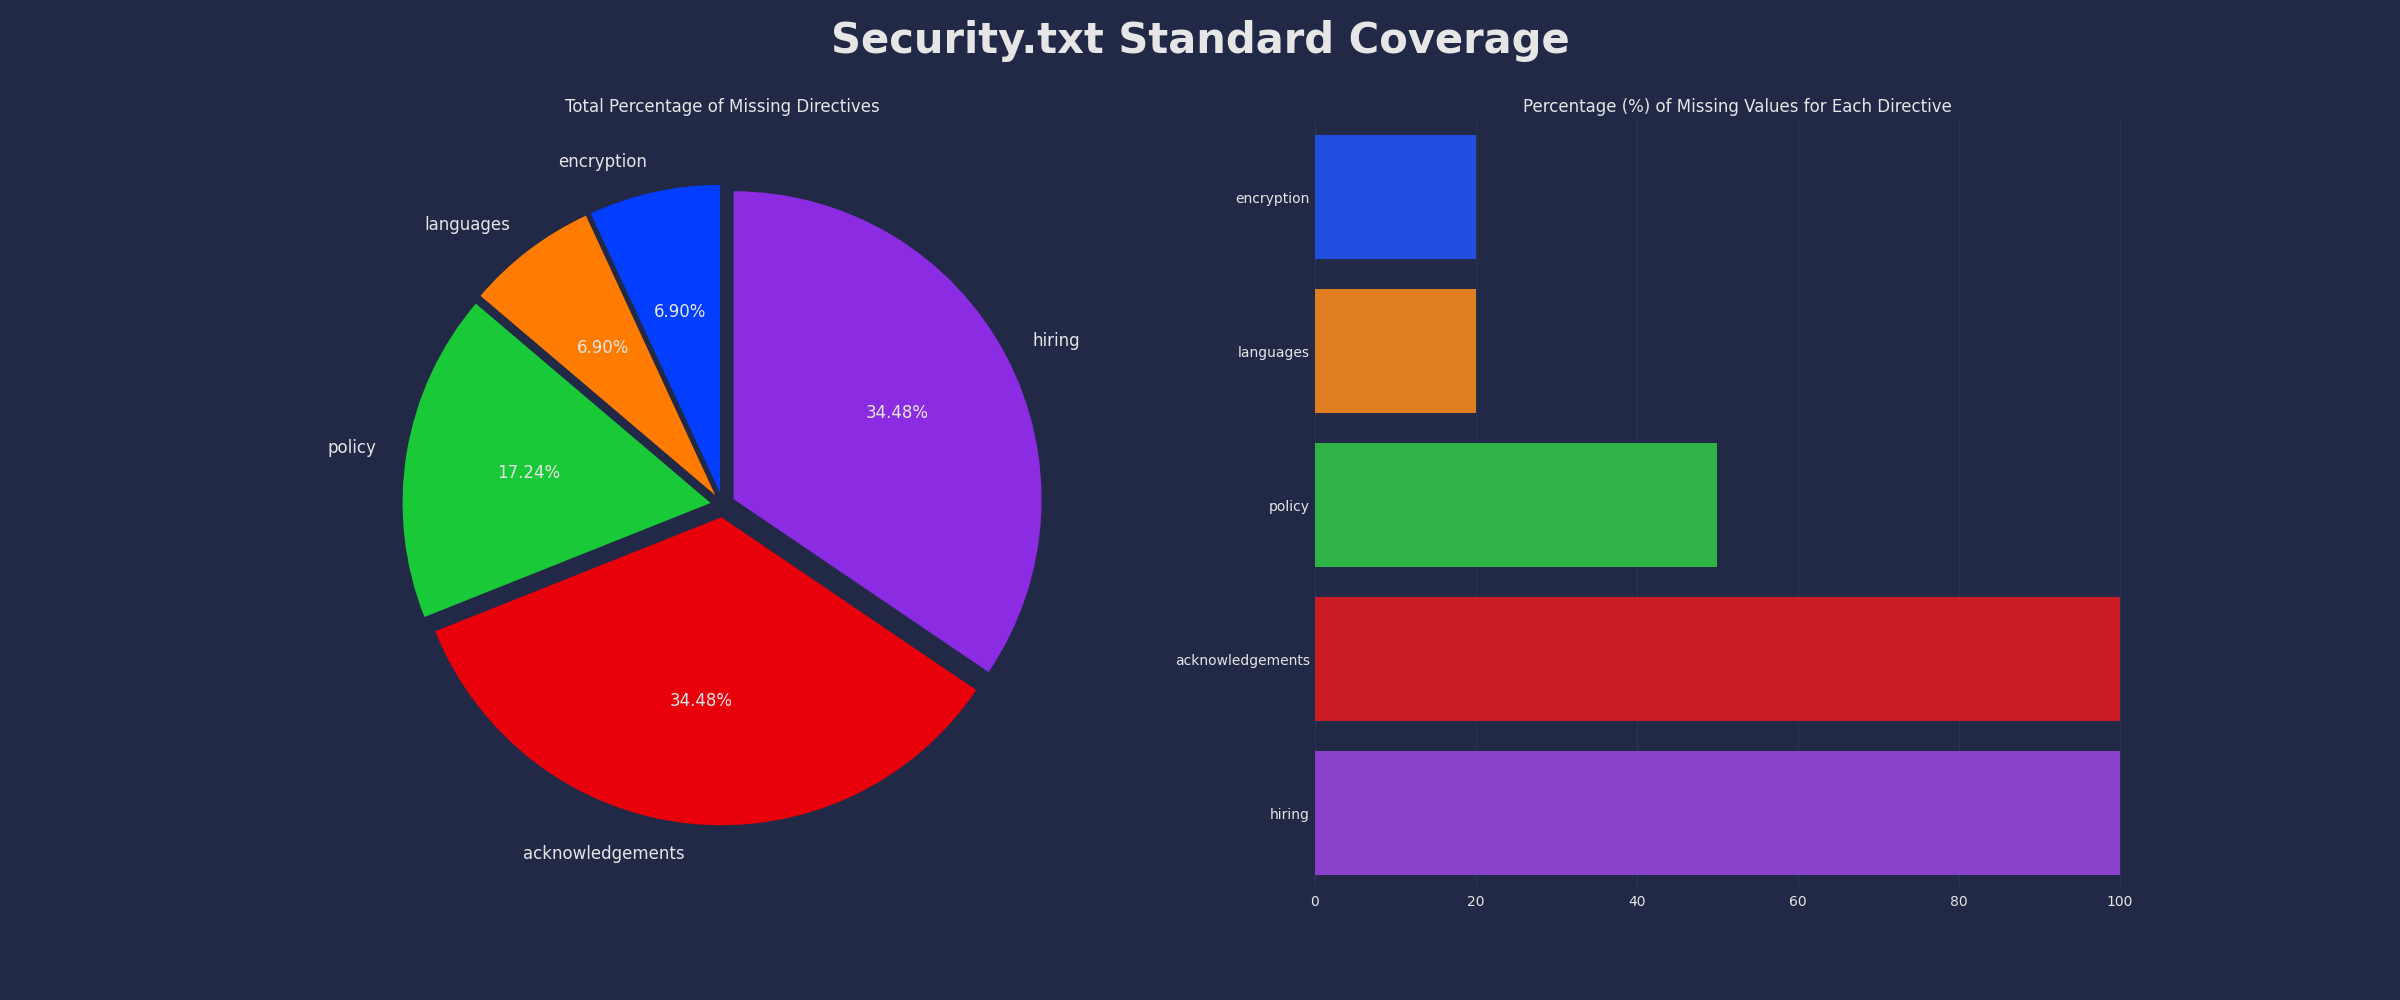 Security.txt Standard Coverage
Total Percentage of Missing Directives
encryption
languages
policy
acknowledgements
hiring
6.90%
6.90%
17.24%
34.48%
34.48%
Percentage (%) of Missing Values for Each Directive
encryption
languages
policy
acknowledgements
hiring
0 20 40 60 80 100